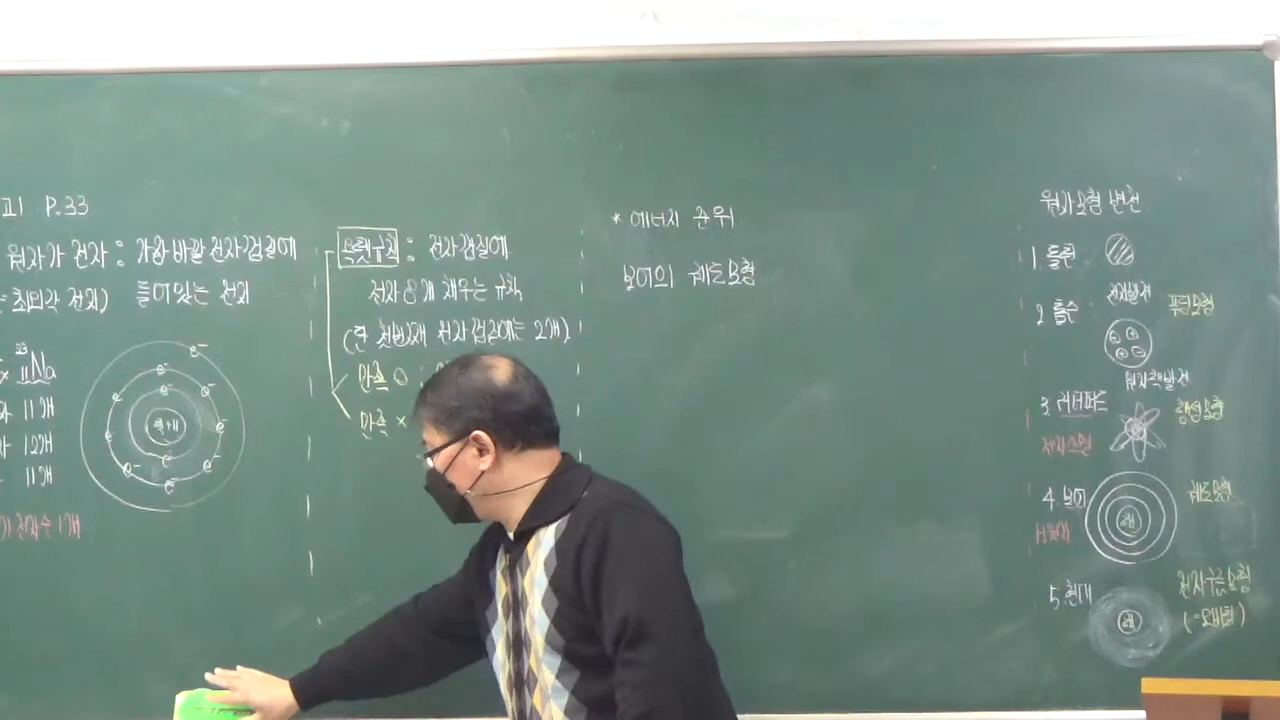 P.33
원자가 전자 : 가장 바깥 전자껍질에
= 최외각 전자) 들어있는 전자
23
11Na
11개
12개
11개
전자수 1개
e-
e-
e-
e-
e-
e-
e-
옥텟규칙 : 전자껍질에
전자 8개 채우는 규칙
(단 첫번째 전자껍질에는 2개)
만족 ○ :
만족 ×
* 에너지 준위
보어의 궤도모형
원자모형 변천
1. 돌턴
전자발견
2. 톰슨
푸딩모형
원자핵발견
3. 러더퍼드
행성모형
4. 보어
궤도모형
H원자
핵
5. 현대
전자구름모형
핵